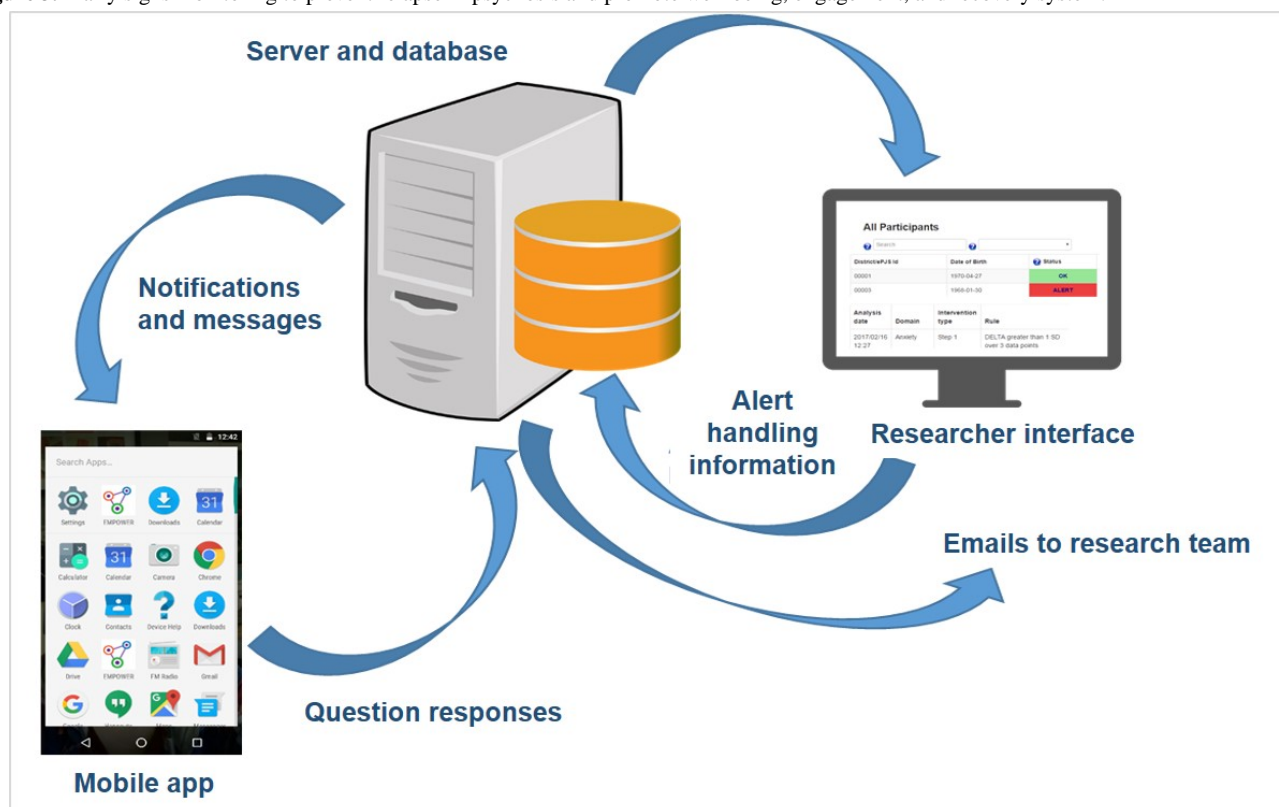 Server and database
Notifications
and messages
All Participants
Search
District/ePJS Id Date of Birth Status
00001 1970-04-27 OK
00003 1966-01-30 ALERT
Analysis
date Domain Intervention
type Rule
2017/02/16
12:27 Anxiety Step 1 DELTA greater than 1 SD
over 3 data points
Alert
handling
information
Researcher interface
Emails to research team
12:42
Search Apps...
31
Settings EMPOWER Downloads Calendar
31
Calculator Calendar Camera Chrome
Clock Contacts Device Help Downloads
Drive EMPOWER FM Radio Gmail
Question responses
Mobile app